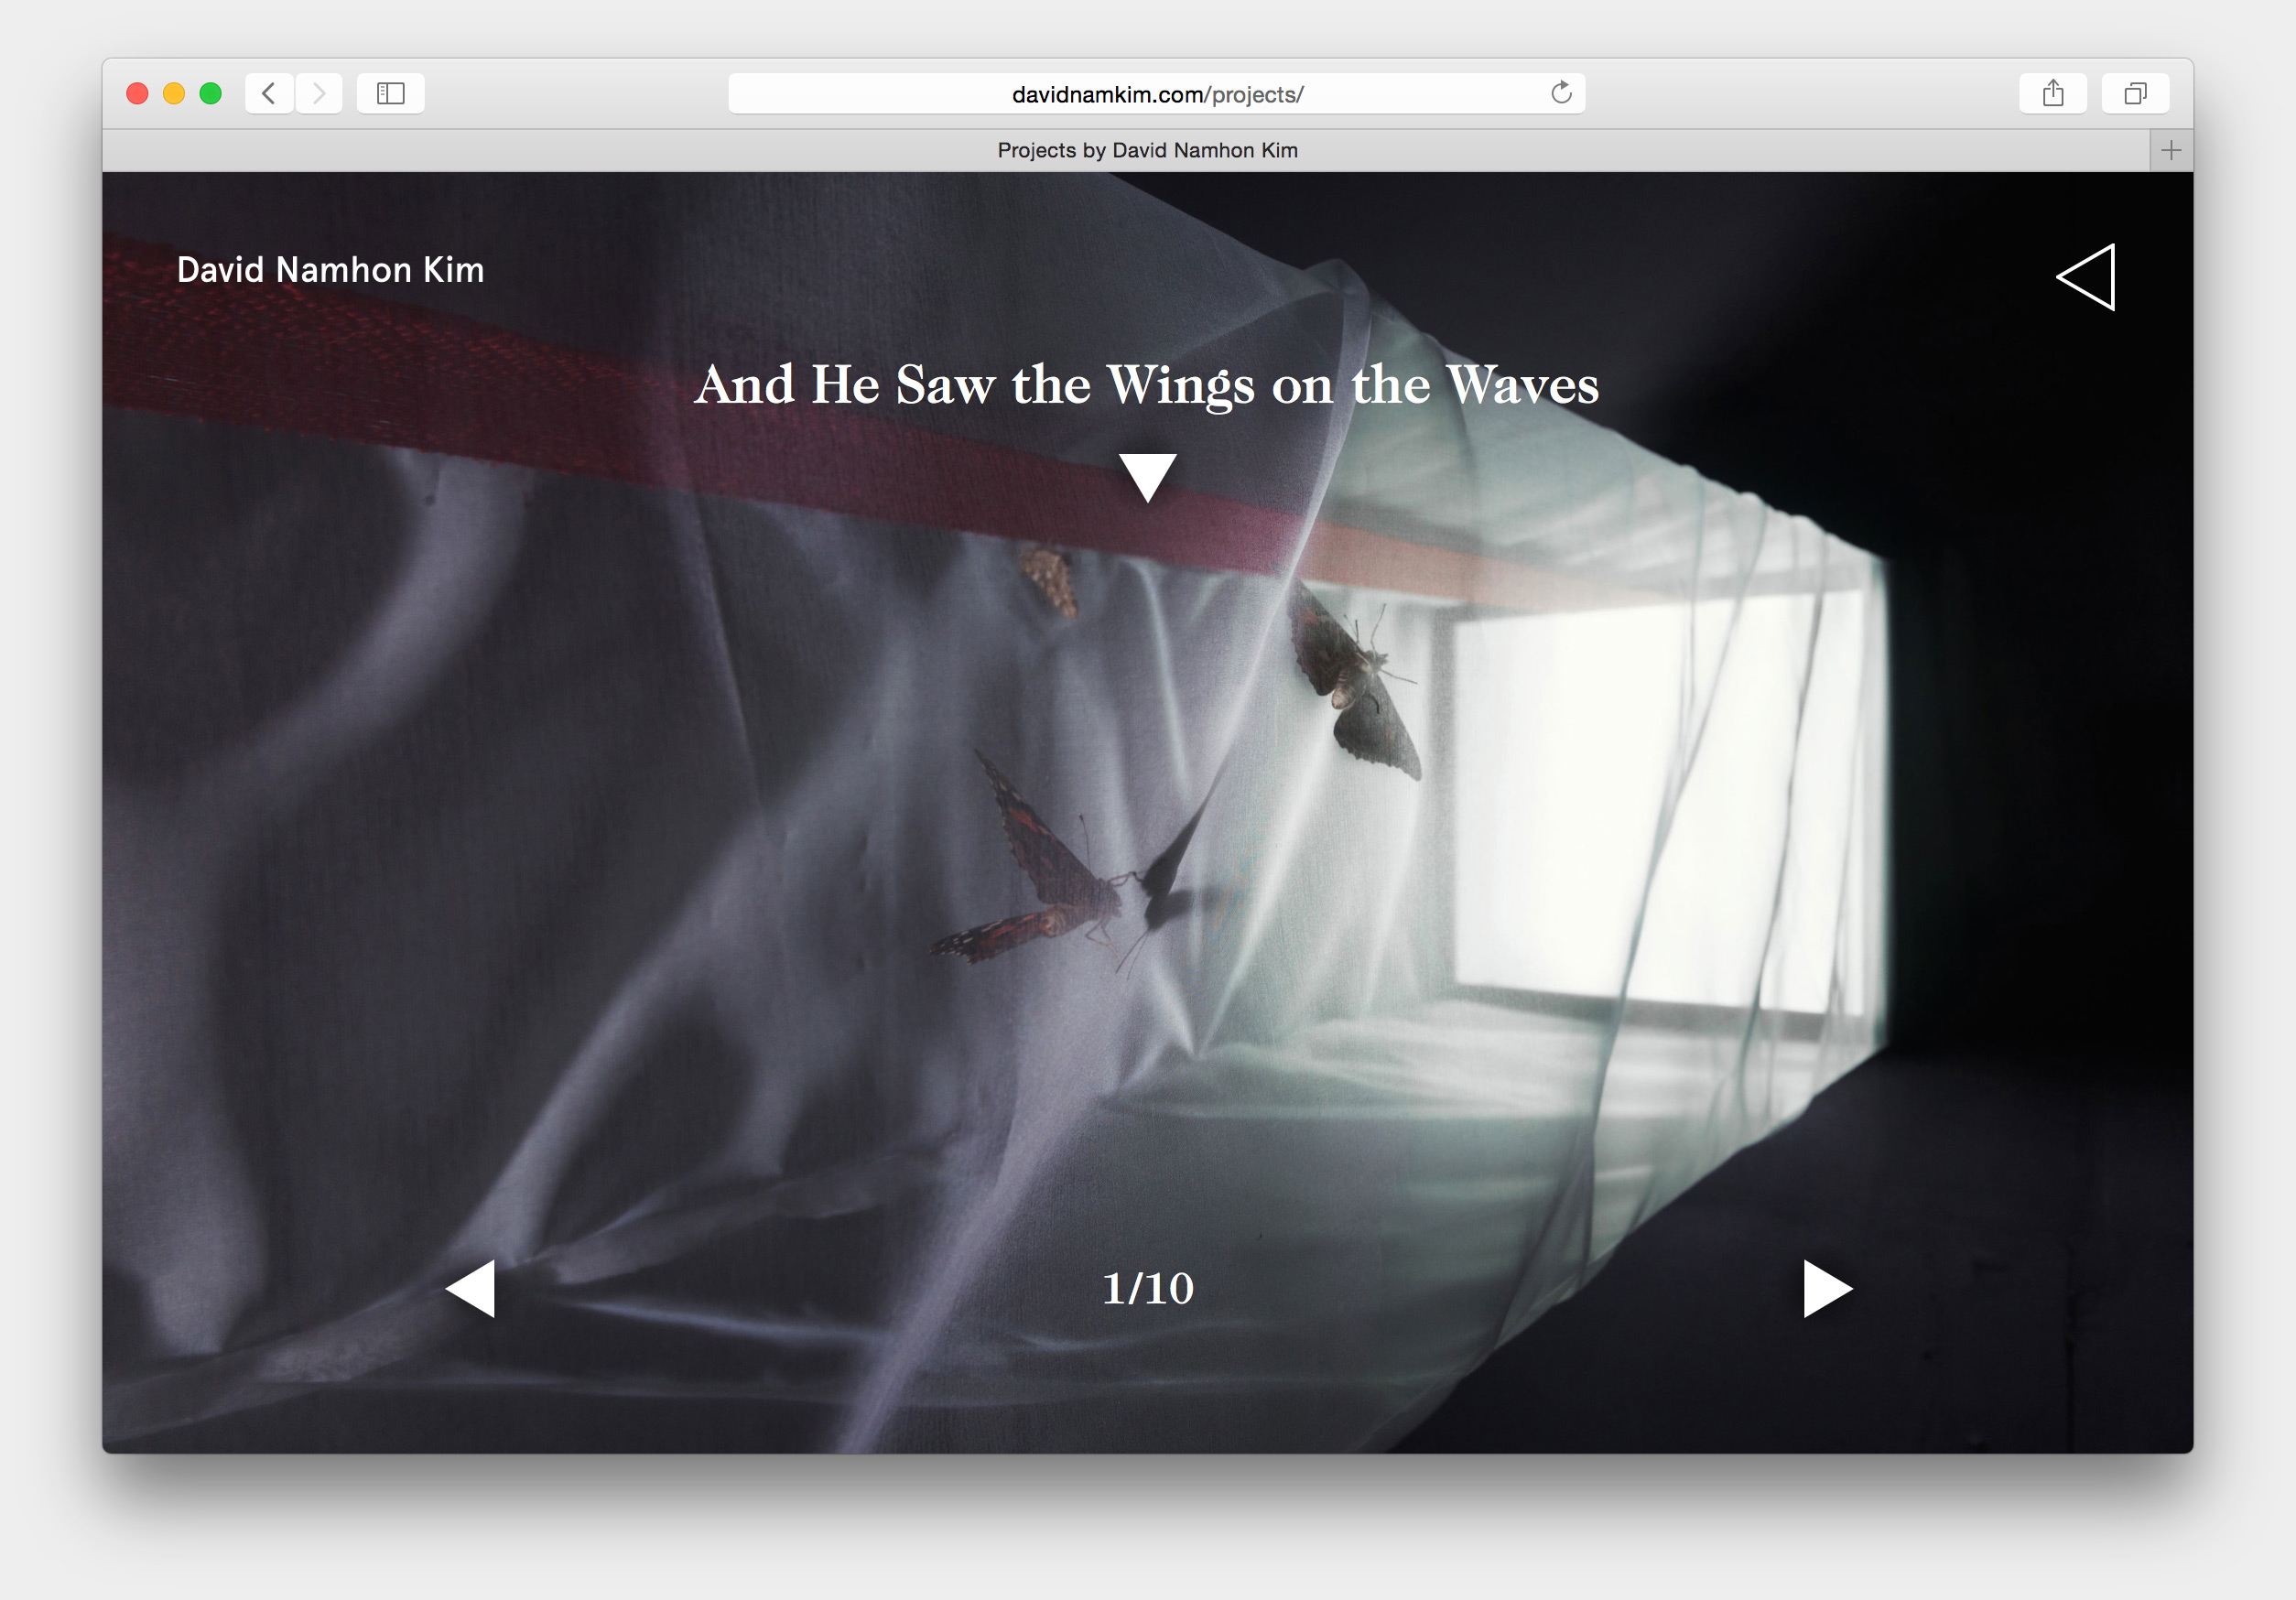 davidnamkim.com/projects/
Projects by David Namhon Kim
David Namhon Kim
And He Saw the Wings on the Waves
1/10